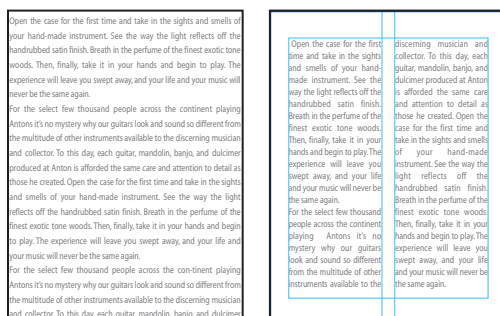 Open the case for the first time and take in the sights and smells of
your hand-made instrument. See the way the light reflects off the
handrubbed satin finish. Breath in the perfume of the finest exotic tone
woods. Then, finally, take it in your hands and begin to play. The
experience will leave you swept away, and your life and your music will
never be the same again.
For the select few thousand people across the continent playing
Antons it's no mystery why our guitars look and sound so different from
the multitude of other instruments available to the discerning musician
and collector. To this day, each guitar, mandolin, banjo, and dulcimer
produced at Anton is afforded the same care and attention to detail as
those he created. Open the case for the first time and take in the sights
and smells of your hand-made instrument. See the way the light
reflects off the handrubbed satin finish. Breath in the perfume of the
finest exotic tone woods. Then, finally, take it in your hands and begin
to play. The experience will leave you swept away, and your life and
your music will never be the same again.
For the select few thousand people across the con-tinent playing
Antons it's no mystery why our guitars look and sound so different from
the multitude of other instruments available to the discerning musician
and collector. To this day, each guitar, mandolin, banjo, and dulcimer
Open the case for the first
time and take in the sights
and smells of your hand-
made instrument. See the
way the light reflects off the
handrubbed satin finish.
Breath in the perfume of the
finest exotic tone woods.
Then, finally, take it in your
hands and begin to play. The
experience will leave you
swept away, and your life
and your music will never be
the same again.
For the select few thousand
people across the continent
playing Antons it's no
mystery why our guitars
look and sound so different
from the multitude of other
instruments available to the
discerning musician and
collector. To this day, each
guitar, mandolin, banjo, and
dulcimer produced at Anton
is afforded the same care
and attention to detail as
those he created. Open the
case for the first time and
take in the sights and smells
of your hand-made
instrument. See the way the
light reflects off the
handrubbed satin finish.
Breath in the perfume of the
finest exotic tone woods.
Then, finally, take it in your
hands and begin to play. The
experience will leave you
swept away, and your life
and your music will never be
the same again.